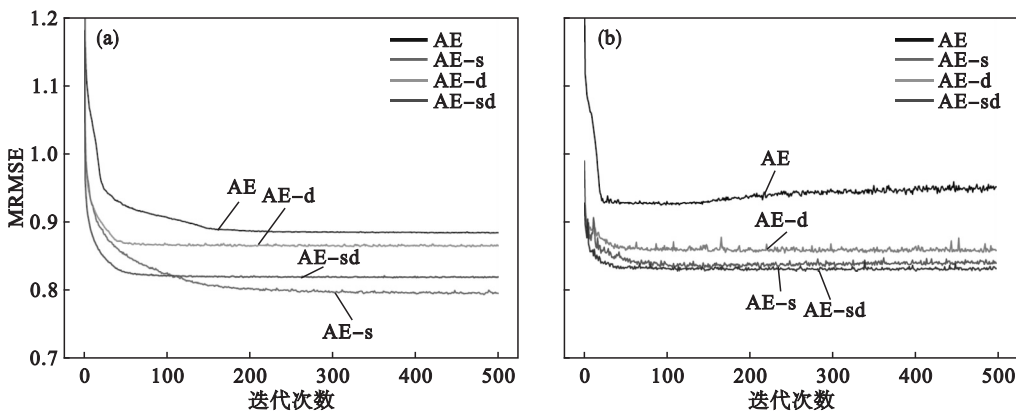 MRMSE
1.2
1.1
1.0
0.9
0.8
0.7
(a)
AE
AE-s
AE-d
AE-sd
AE
AE-d
AE-sd
AE-s
0 100 200 300 400 500
迭代次数
(b)
AE
AE-s
AE-d
AE-sd
AE
AE-d
AE-s
AE-sd
0 100 200 300 400 500
迭代次数